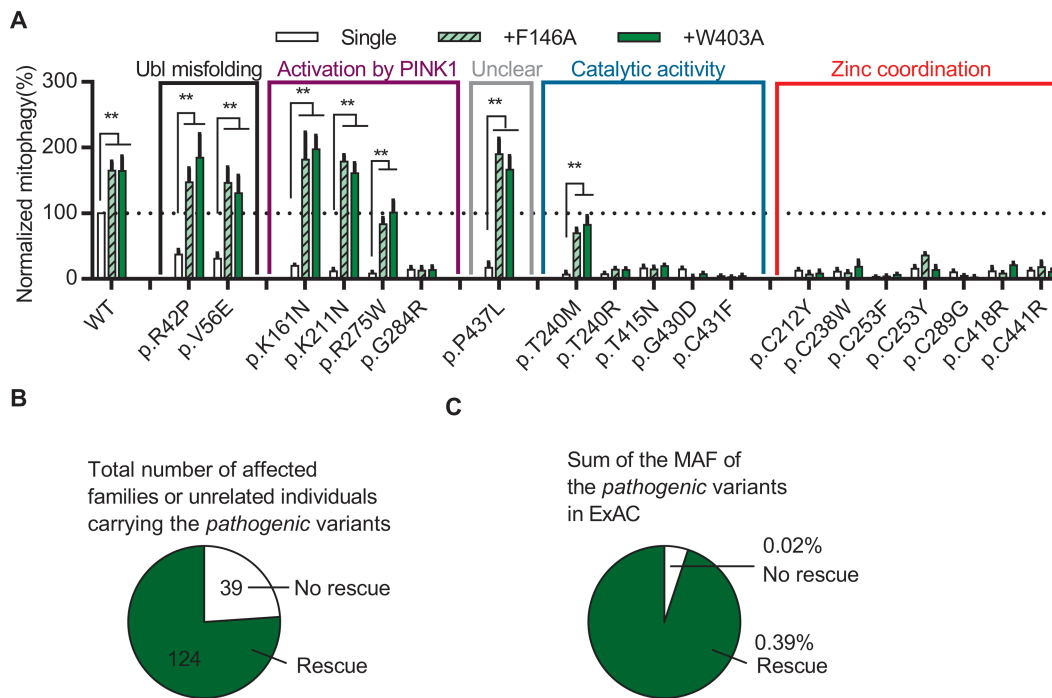 A
Single +F146A +W403A
Ubl misfolding Activation by PINK1 Unclear Catalytic acitivity Zinc coordination
Normalized mitophagy(%)
300
200
100
0
** ** ** ** ** ** ** **
WT p.R42P p.V56E p.K161N p.K211N p.R275W p.G284R p.P437L p.T240M p.T240R p.T415N p.G430D p.C431F p.C212Y p.C238W p.C253F p.C253Y p.C289G p.C418R p.C441R
B
Total number of affected
families or unrelated individuals
carrying the pathogenic variants
39 No rescue
124 Rescue
C
Sum of the MAF of
the pathogenic variants
in ExAC
0.02%
No rescue
0.39%
Rescue